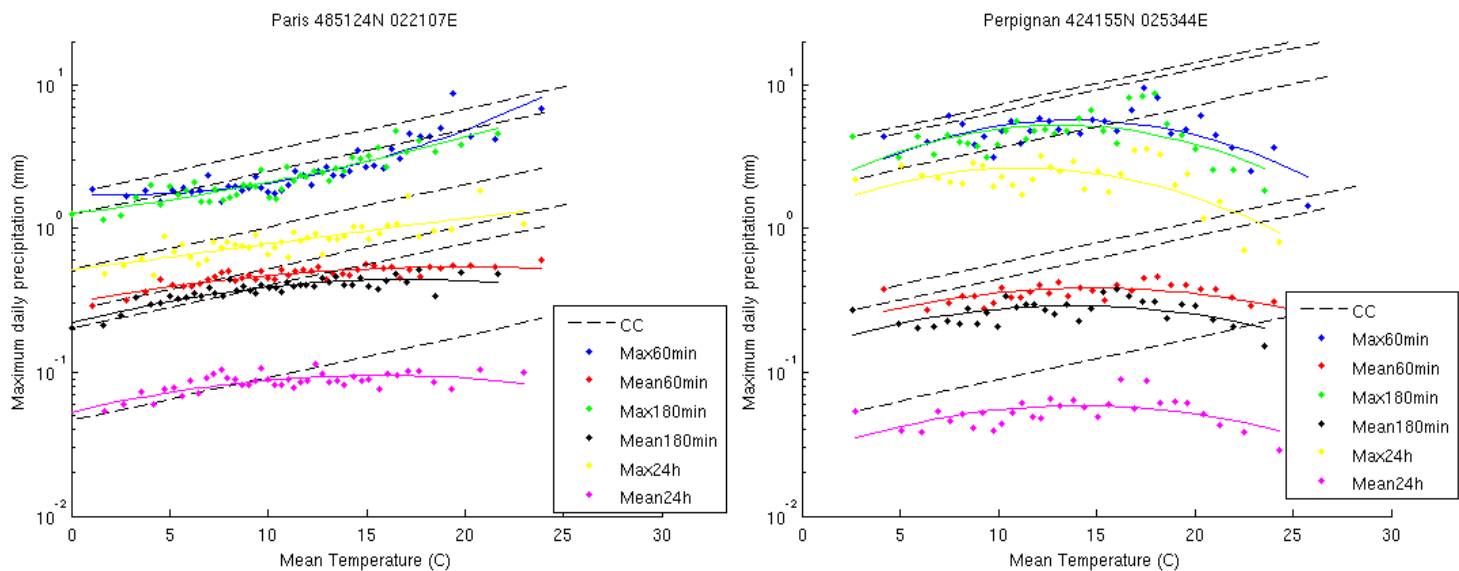 Paris 485124N 022107E
Maximum daily precipitation (mm)
10^1
10^0
10^-1
10^-2
0 5 10 15 20 25 30
Mean Temperature (C)
CC
Max60min
Mean60min
Max180min
Mean180min
Max24h
Mean24h
Perpignan 424155N 025344E
Maximum daily precipitation (mm)
10^1
10^0
10^-1
10^-2
0 5 10 15 20 25 30
Mean Temperature (C)
CC
Max60min
Mean60min
Max180min
Mean180min
Max24h
Mean24h